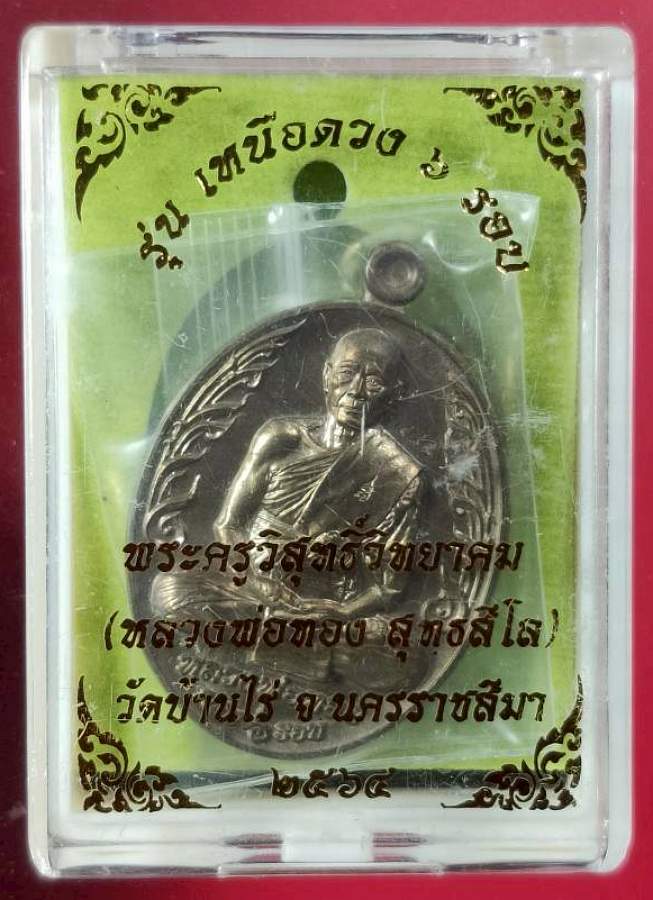 รุ่น เหนือดวง ๖ รอบ
พระครูวิสุทธิ์วิทยาคม
(หลวงพ่อทอง สุทฺธสีโล)
วัดบ้านไร่ จ.นครราชสีมา
๒๕๖๔